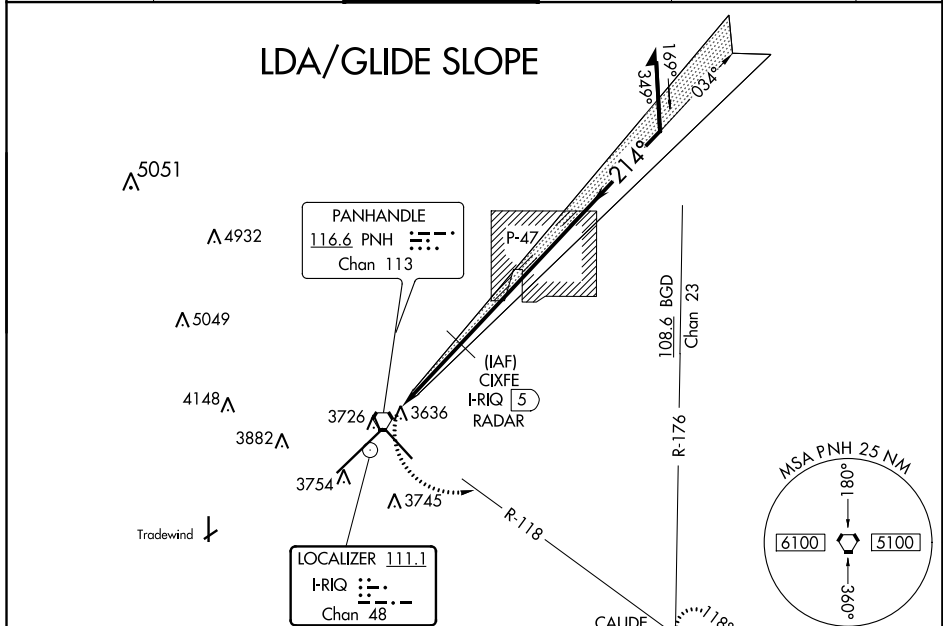 LDA/GLIDE SLOPE
169°
349°
034°
214°
5051
4932
PANHANDLE
116.6 PNH
Chan 113
P-47
5049
108.6 BGD
Chan 23
(IAF)
CIXFE
I-RIQ 5
RADAR
4148
3726
3636
3882
R-176
3754
3745
MSA PNH 25 NM
180°
6100
5100
360°
R-118
Tradewind
LOCALIZER 111.1
I-RIQ
Chan 48
CAUDE
118°